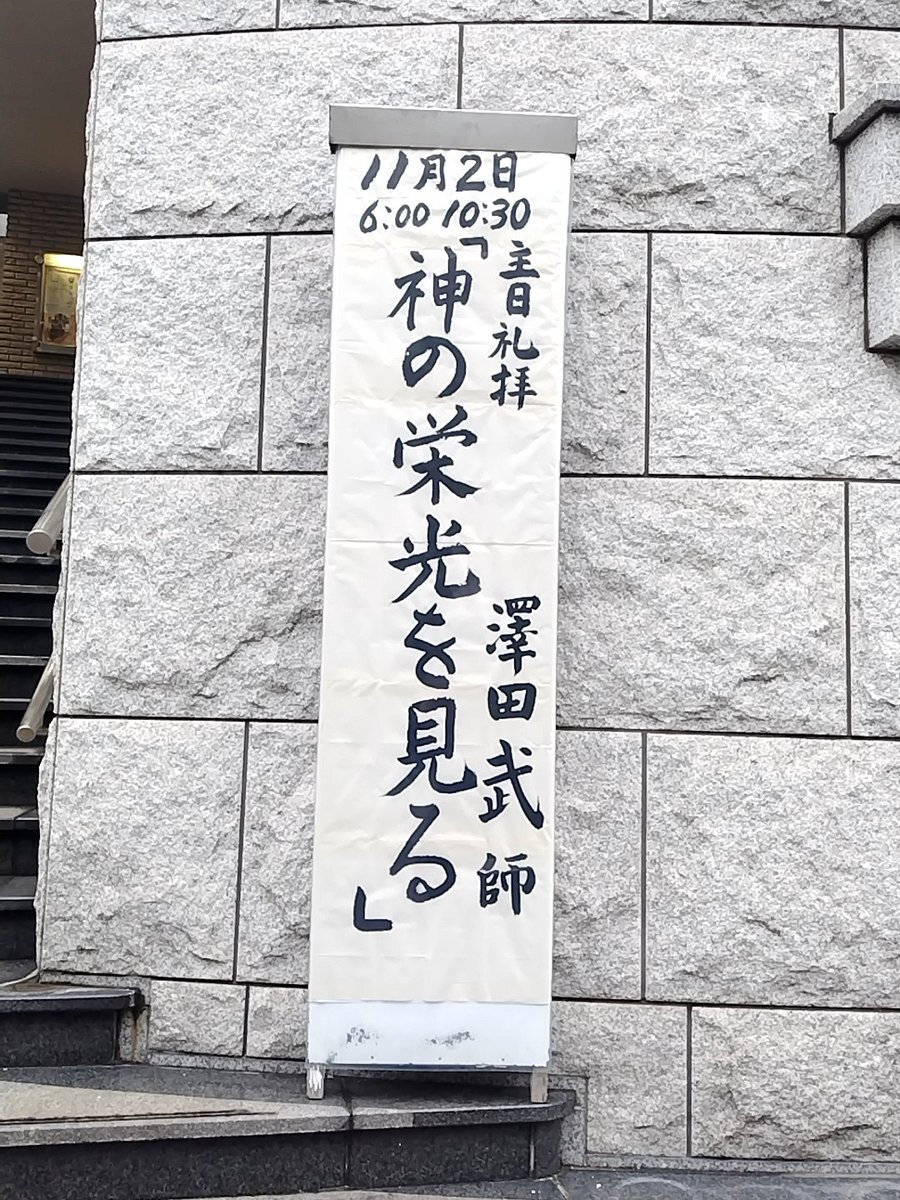 11月2日
6:00 10:30
主日礼拝 澤田武師
「神の栄光を見る」